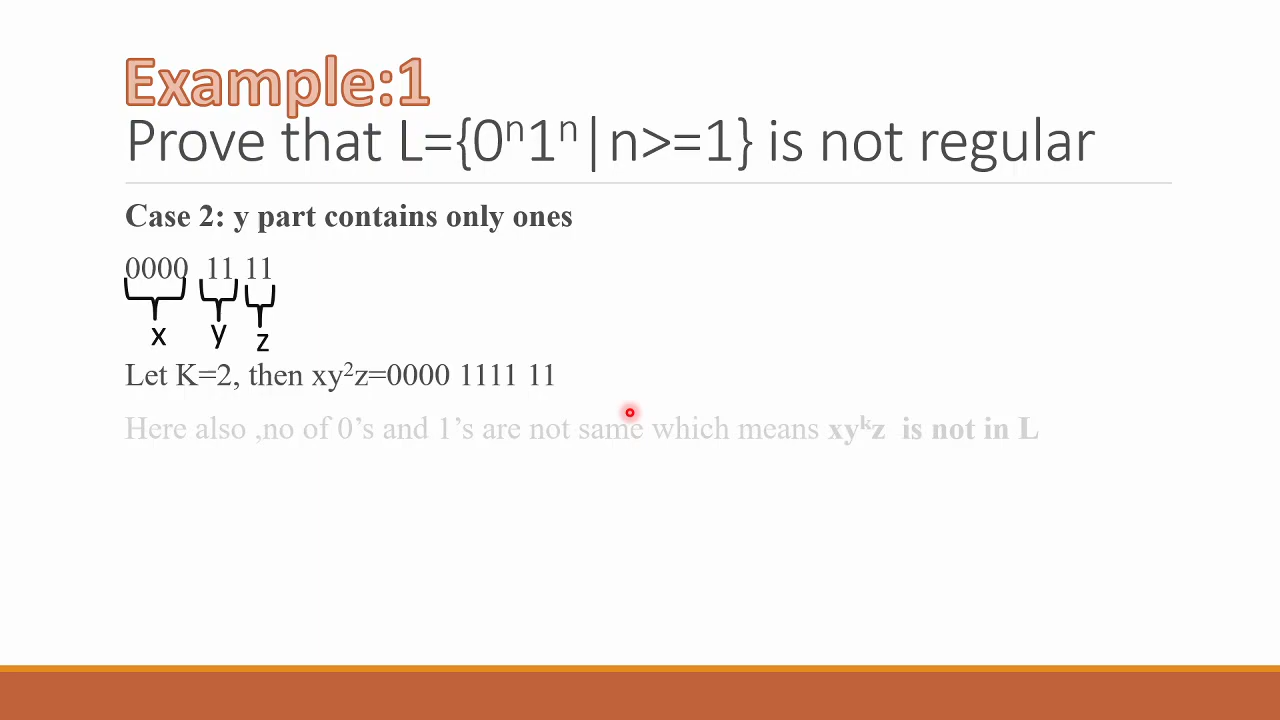 Example:1
Prove that L={0ⁿ1ⁿ|n>=1} is not regular
Case 2: y part contains only ones
0000 11 11
x y z
Let K=2, then xy²z=0000 1111 11
Here also ,no of 0’s and 1’s are not same which means xyᵏz is not in L